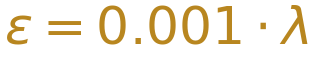 ε = 0.001 · λ